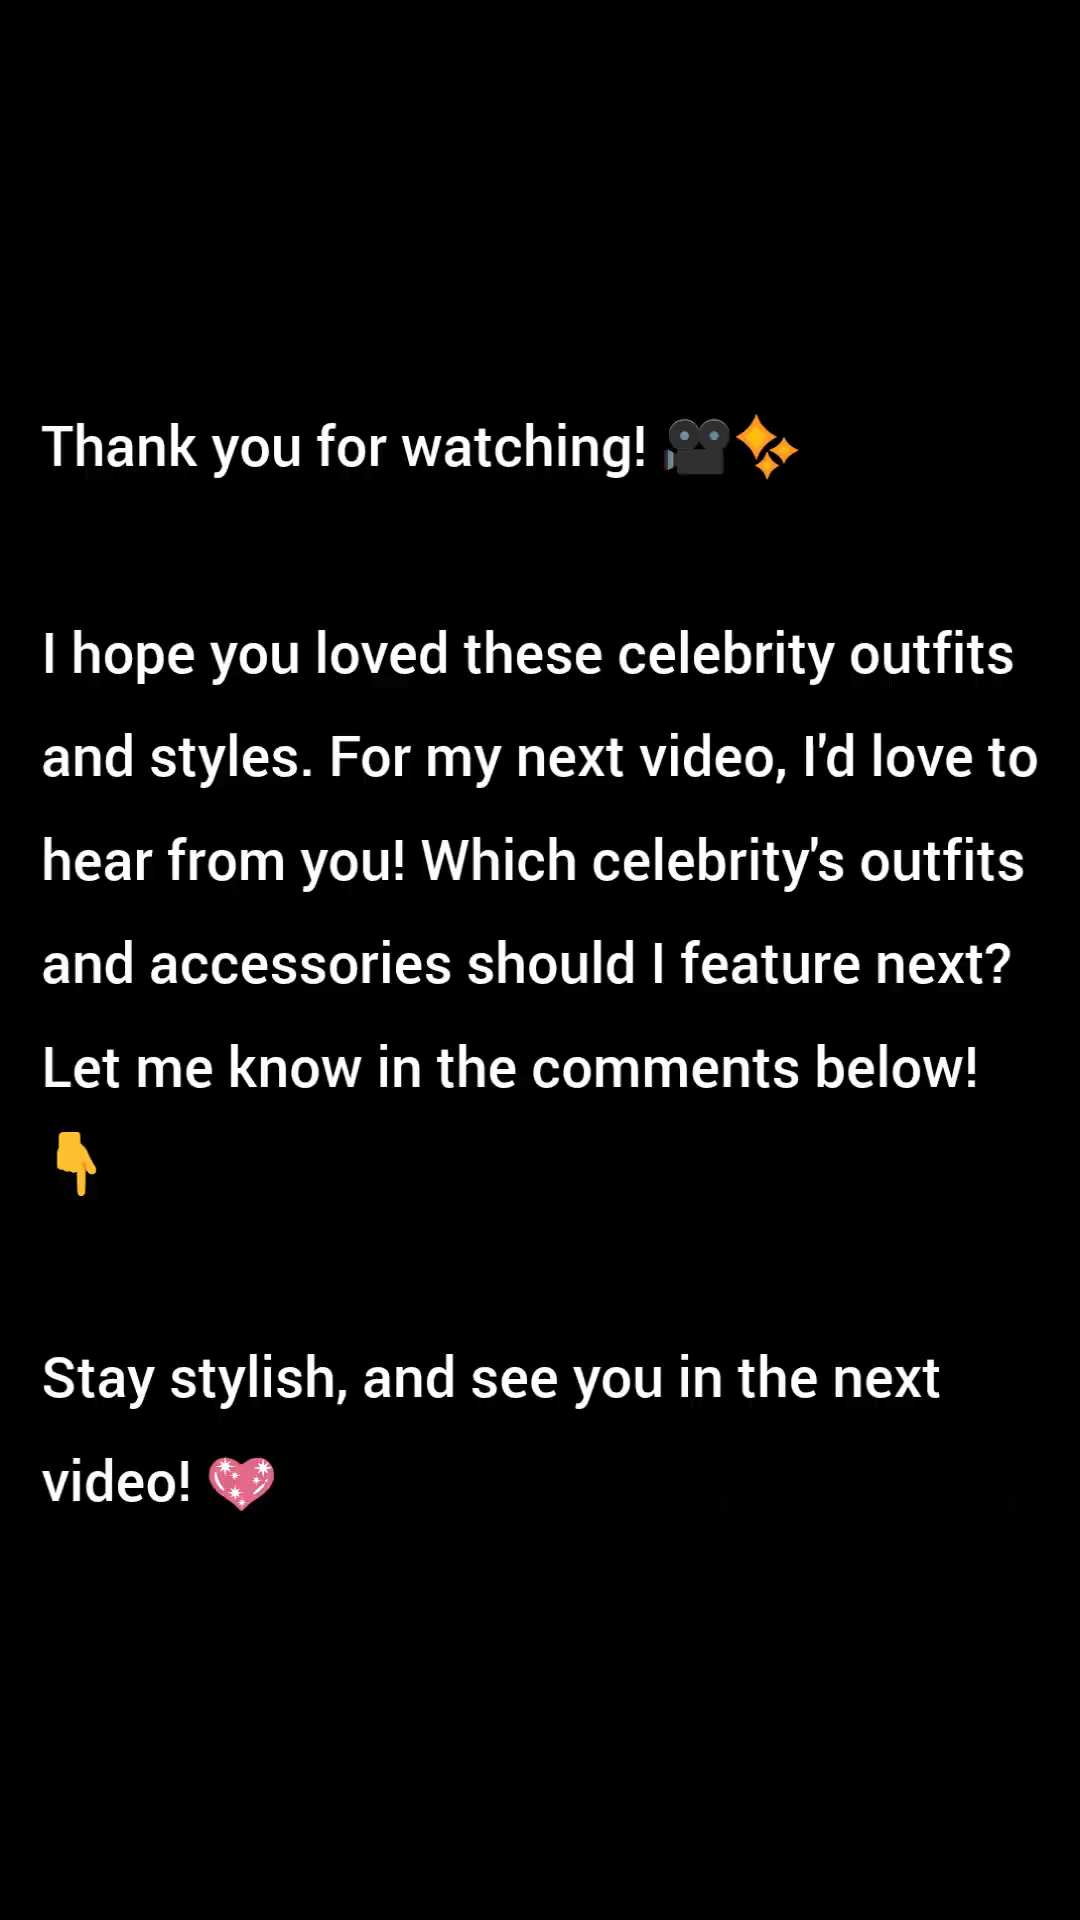 Thank you for watching! 🎥✨
I hope you loved these celebrity outfits
and styles. For my next video, I'd love to
hear from you! Which celebrity's outfits
and accessories should I feature next?
Let me know in the comments below!
👇
Stay stylish, and see you in the next
video! 💖